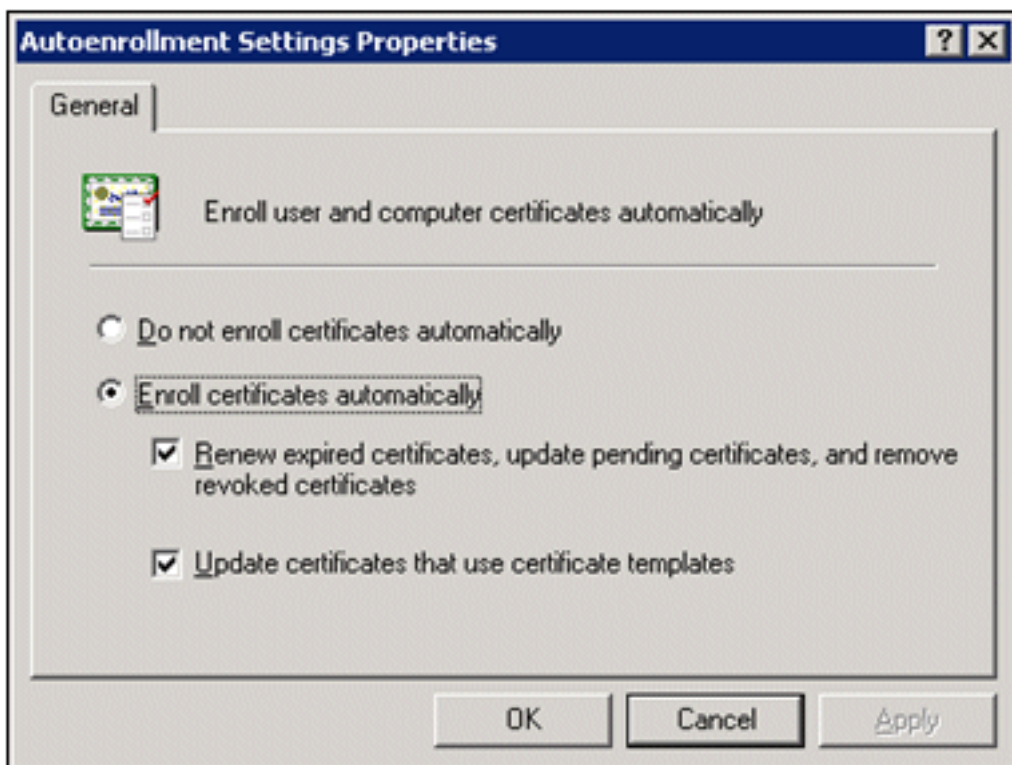 Autoenrollment Settings Properties
General
Enroll user and computer certificates automatically
Do not enroll certificates automatically
Enroll certificates automatically
Renew expired certificates, update pending certificates, and remove
revoked certificates
Update certificates that use certificate templates
OK Cancel Apply